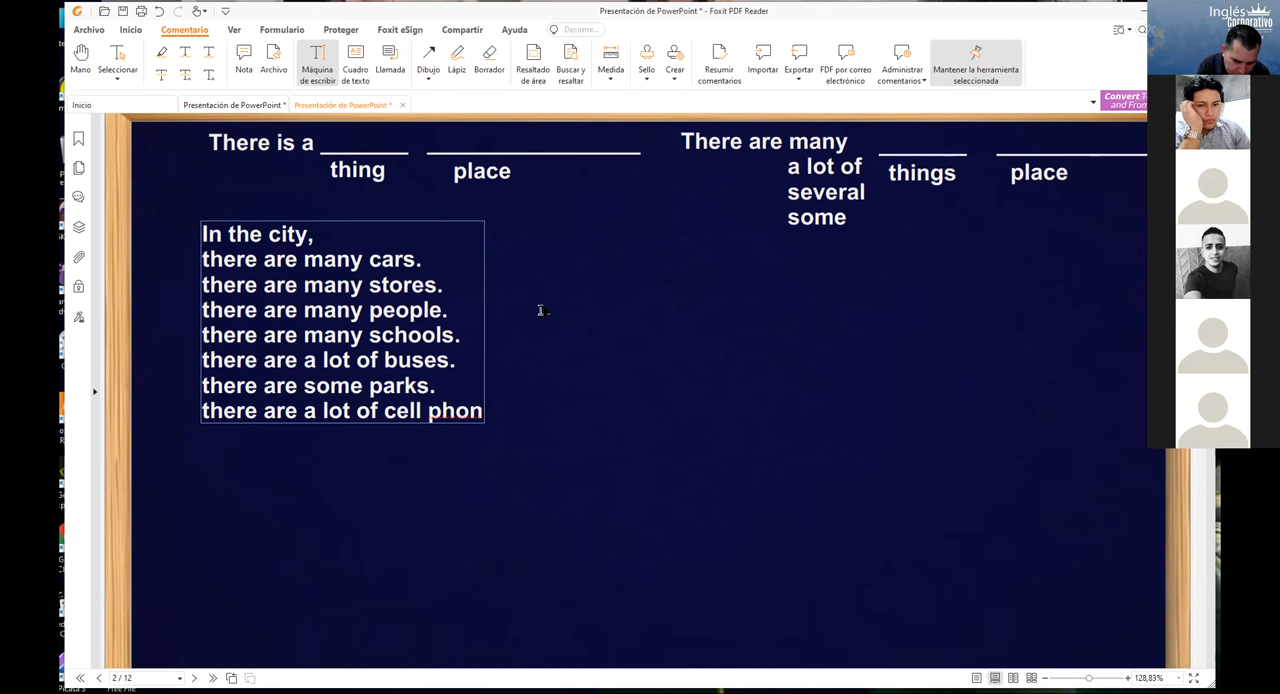 Presentación de PowerPoint * - Foxit PDF Reader
Inglés
Corporativo
Archivo Inicio Comentario Ver Formulario Proteger Foxit eSign Compartir Ayuda Decirme...
Mano
Seleccionar
Nota
Archivo
Máquina de escribir
Cuadro de texto
Llamada
Dibujo
Lápiz
Borrador
Resaltado de área
Buscar y resaltar
Medida
Sello
Crear
Resumir comentarios
Importar
Exportar
FDF por correo electrónico
Administrar comentarios
Mantener la herramienta seleccionada
Inicio
Presentación de PowerPoint *
Presentación de PowerPoint *
There is a
thing
place
There are many
a lot of
several
some
things
place
In the city,
there are many cars.
there are many stores.
there are many people.
there are many schools.
there are a lot of buses.
there are some parks.
there are a lot of cell phon
2 / 12
128,83%